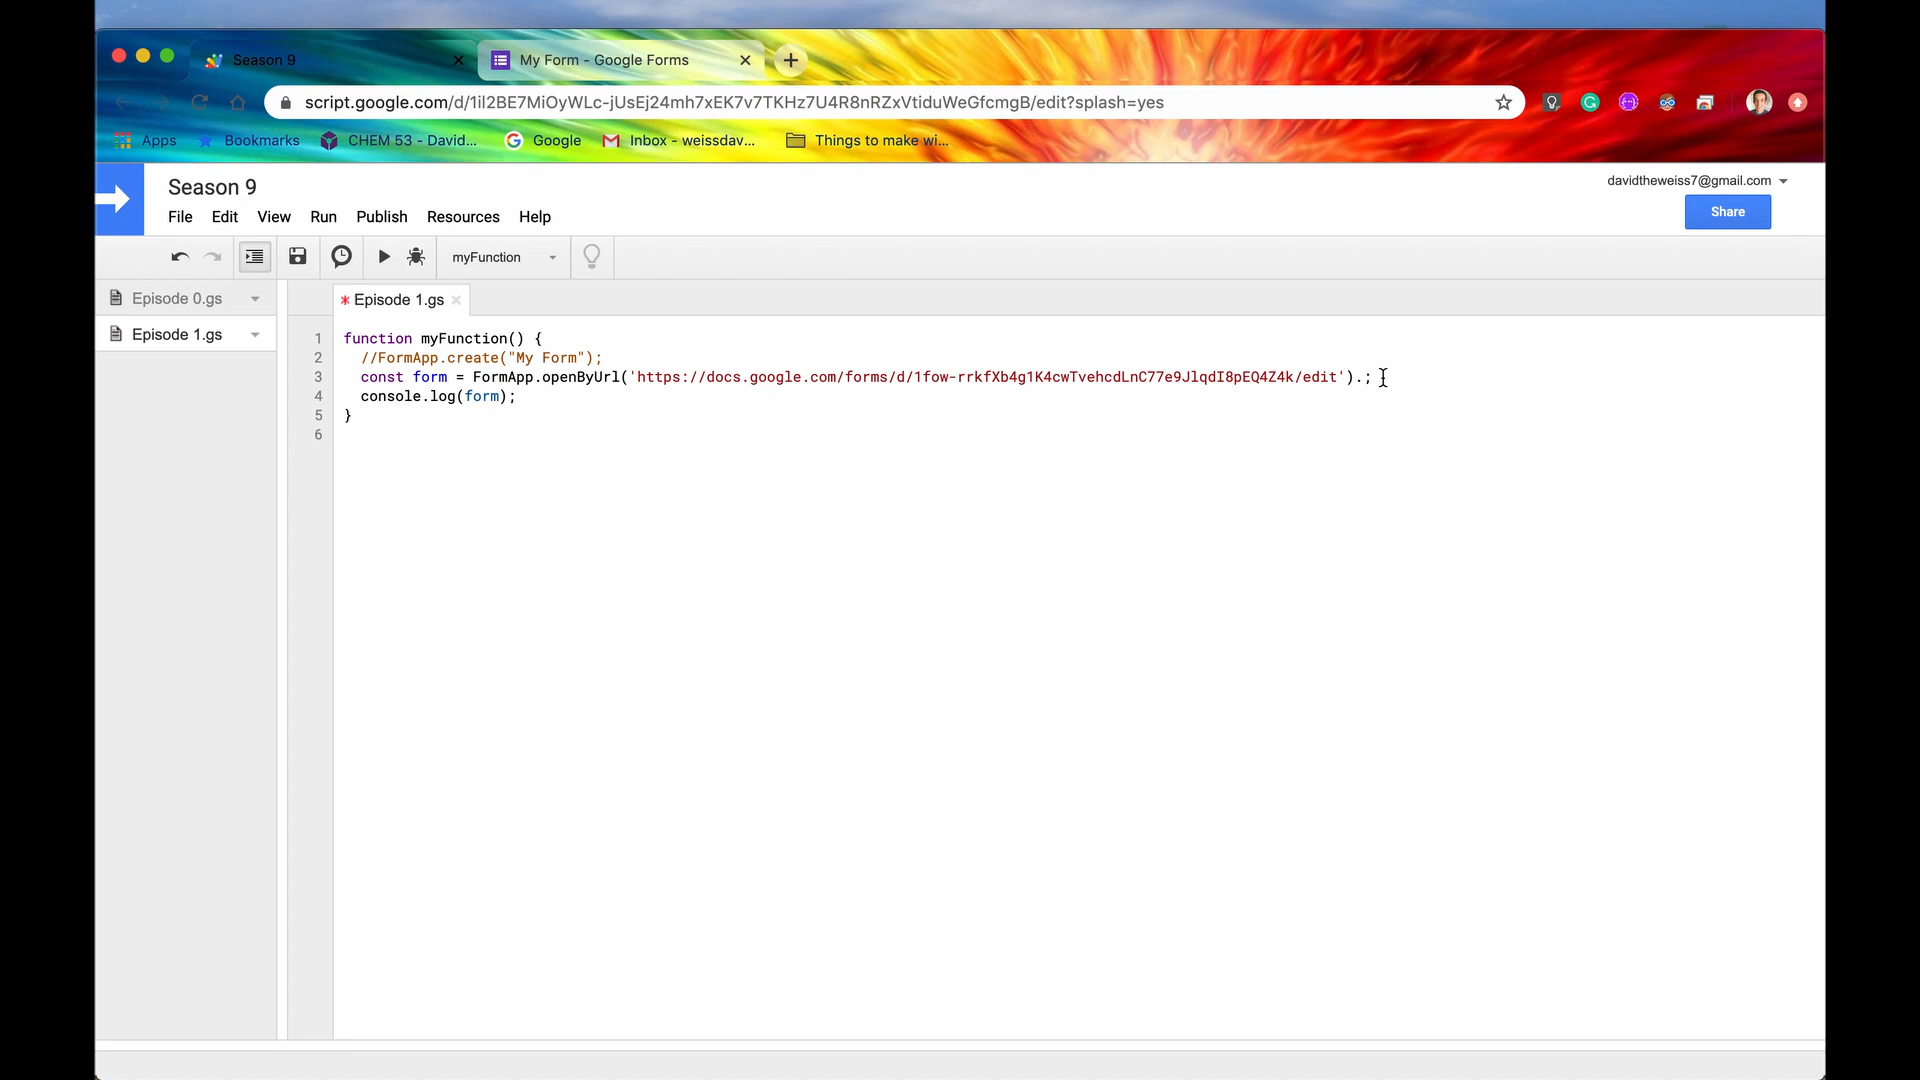 Season 9
My Form - Google Forms
script.google.com/d/1il2BE7MiOyWLc-jUsEj24mh7xEK7v7TKHz7U4R8nRZxVtiduWeGfcmgB/edit?splash=yes
Apps Bookmarks CHEM 53 - David... Google Inbox - weissdav... Things to make wi...
Season 9
davidtheweiss7@gmail.com
File Edit View Run Publish Resources Help
Share
myFunction
Episode 0.gs
Episode 1.gs
* Episode 1.gs
1 function myFunction() {
2 //FormApp.create("My Form");
3 const form = FormApp.openByUrl('https://docs.google.com/forms/d/1fow-rrkfXb4g1K4cwTvehcdLnC77e9JlqdI8pEQ4Z4k/edit').;
4 console.log(form);
5 }
6